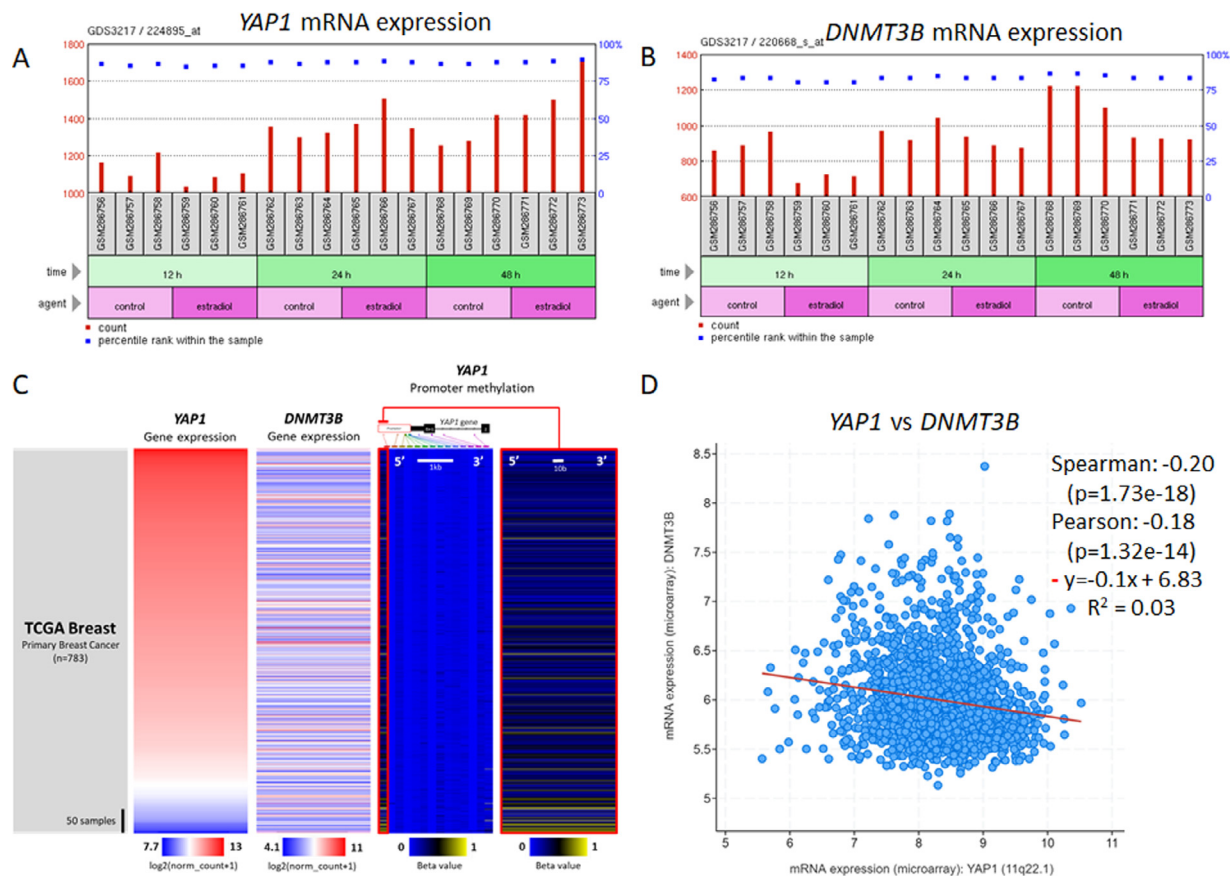 YAP1 mRNA expression
A
GDS3217 / 224895_at
1800
1600
1400
1200
1000
100%
75
50
25
0
GSM286756
GSM286757
GSM286758
GSM286759
GSM286760
GSM286761
GSM286762
GSM286763
GSM286764
GSM286765
GSM286766
GSM286767
GSM286768
GSM286769
GSM286770
GSM286771
GSM286772
GSM286773
time
12 h
24 h
48 h
agent
control
estradiol
control
estradiol
control
estradiol
count
percentile rank within the sample
DNMT3B mRNA expression
B
GDS3217 / 220668_s_at
1400
1200
1000
800
600
100%
75
50
25
0
GSM286756
GSM286757
GSM286758
GSM286759
GSM286760
GSM286761
GSM286762
GSM286763
GSM286764
GSM286765
GSM286766
GSM286767
GSM286768
GSM286769
GSM286770
GSM286771
GSM286772
GSM286773
time
12 h
24 h
48 h
agent
control
estradiol
control
estradiol
control
estradiol
count
percentile rank within the sample
C
YAP1
Gene expression
DNMT3B
Gene expression
YAP1
Promoter methylation
YAP1 gene
5’
3’
1kb
5’
3’
10b
TCGA Breast
Primary Breast Cancer
(n=783)
50 samples
7.7
13
log2(norm_count+1)
4.1
11
log2(norm_count+1)
0
1
Beta value
0
1
Beta value
D
YAP1 vs DNMT3B
Spearman: -0.20
(p=1.73e-18)
Pearson: -0.18
(p=1.32e-14)
y=-0.1x + 6.83
R² = 0.03
mRNA expression (microarray): DNMT3B
8.5
8
7.5
7
6.5
6
5.5
5
5
6
7
8
9
10
11
mRNA expression (microarray): YAP1 (11q22.1)